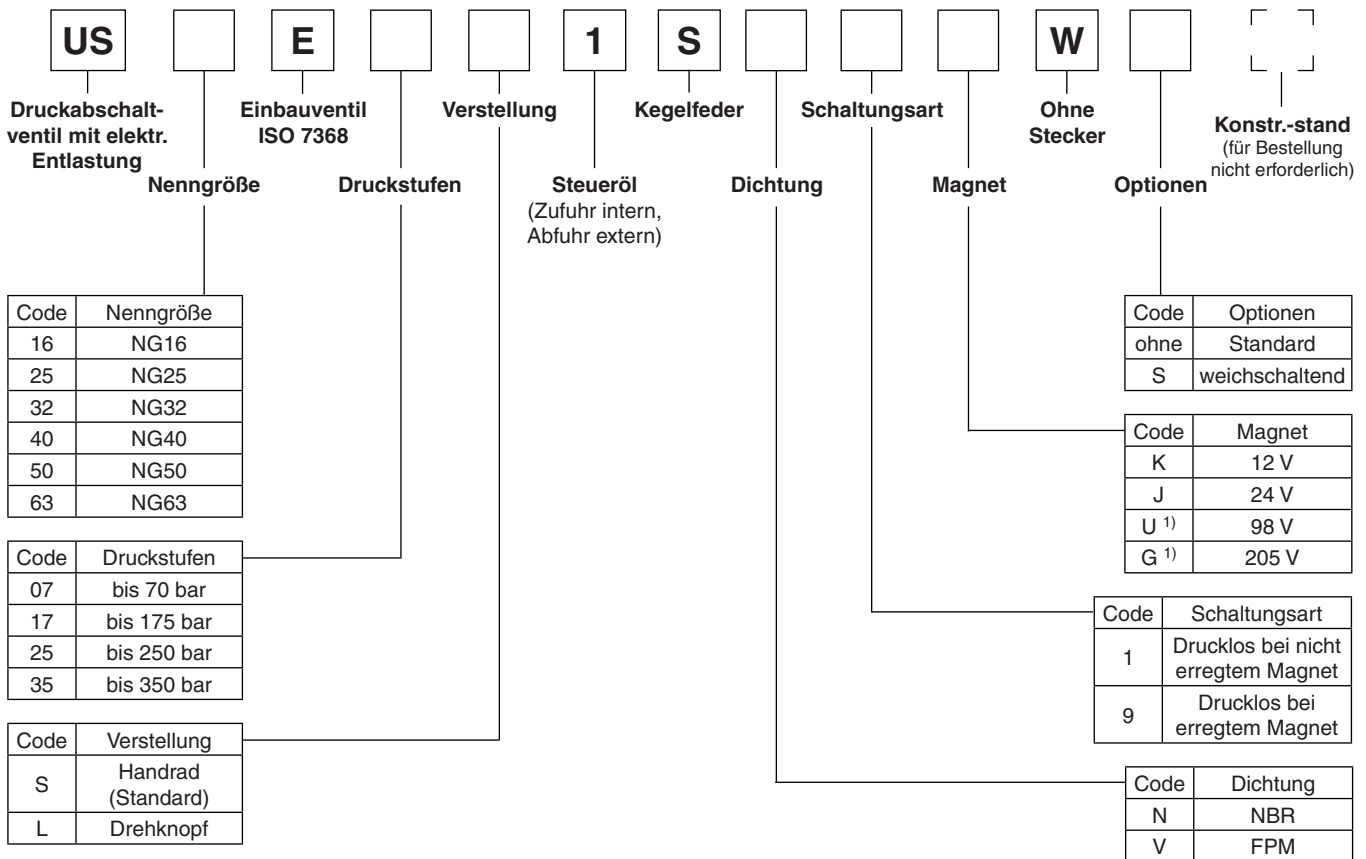 US E 1 S W
Druckabschalt-
ventil mit elektr.
Entlastung
Einbauventil
ISO 7368
Verstellung
Kegelfeder
Schaltungsart
Ohne
Stecker
Konstr.-stand
(für Bestellung
nicht erforderlich)
Nenngröße
Druckstufen
Steueröl
(Zufuhr intern,
Abfuhr extern)
Dichtung
Magnet
Optionen
Code Nenngröße
16 NG16
25 NG25
32 NG32
40 NG40
50 NG50
63 NG63
Code Druckstufen
07 bis 70 bar
17 bis 175 bar
25 bis 250 bar
35 bis 350 bar
Code Verstellung
S Handrad
(Standard)
L Drehknopf
Code Optionen
ohne Standard
S weichschaltend
Code Magnet
K 12 V
J 24 V
U 1) 98 V
G 1) 205 V
Code Schaltungsart
1 Drucklos bei nicht
erregtem Magnet
9 Drucklos bei
erregtem Magnet
Code Dichtung
N NBR
V FPM